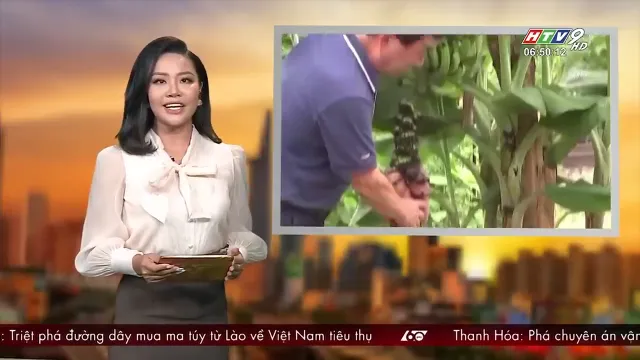 HTV9
HD
06:50:12
: Triệt phá đường dây mua ma túy từ Lào về Việt Nam tiêu thụ
60
Thanh Hóa: Phá chuyên án vận